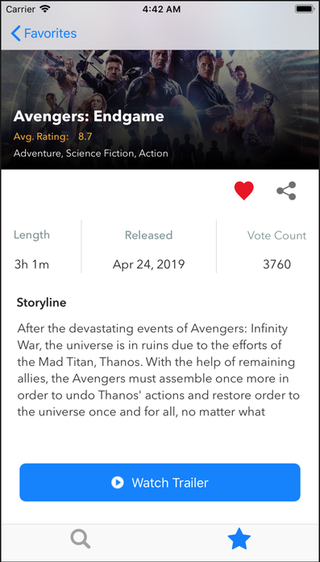 Carrier 4:42 AM
Favorites
Avengers: Endgame
Avg. Rating: 8.7
Adventure, Science Fiction, Action
Length Released Vote Count
3h 1m Apr 24, 2019 3760
Storyline
After the devastating events of Avengers: Infinity
War, the universe is in ruins due to the efforts of
the Mad Titan, Thanos. With the help of remaining
allies, the Avengers must assemble once more in
order to undo Thanos' actions and restore order to
the universe once and for all, no matter what
Watch Trailer